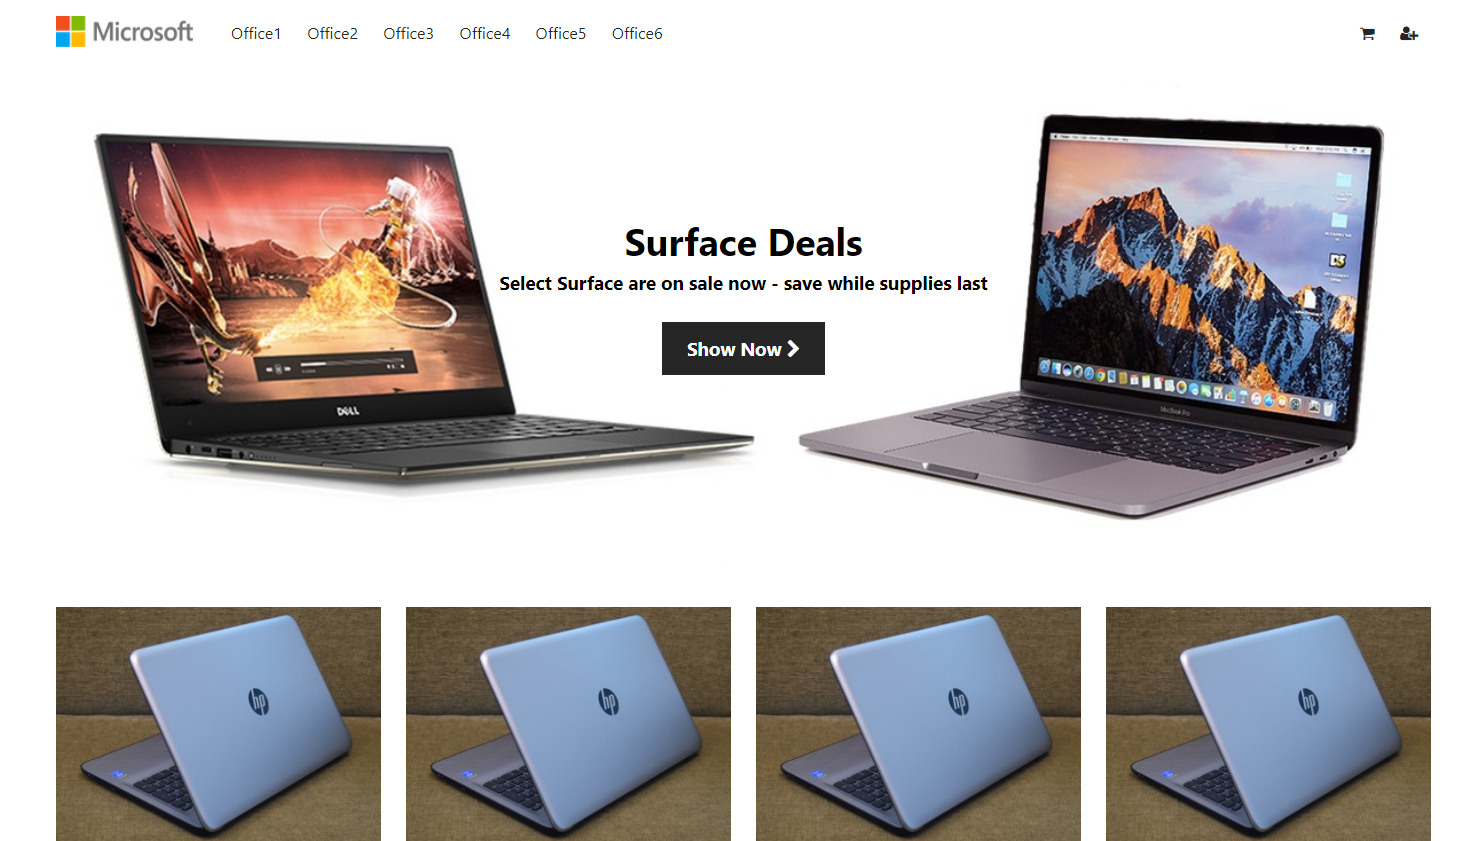 Microsoft
Office1 Office2 Office3 Office4 Office5 Office6
Surface Deals
Select Surface are on sale now - save while supplies last
Show Now
DELL
MacBook Pro
hp hp hp hp